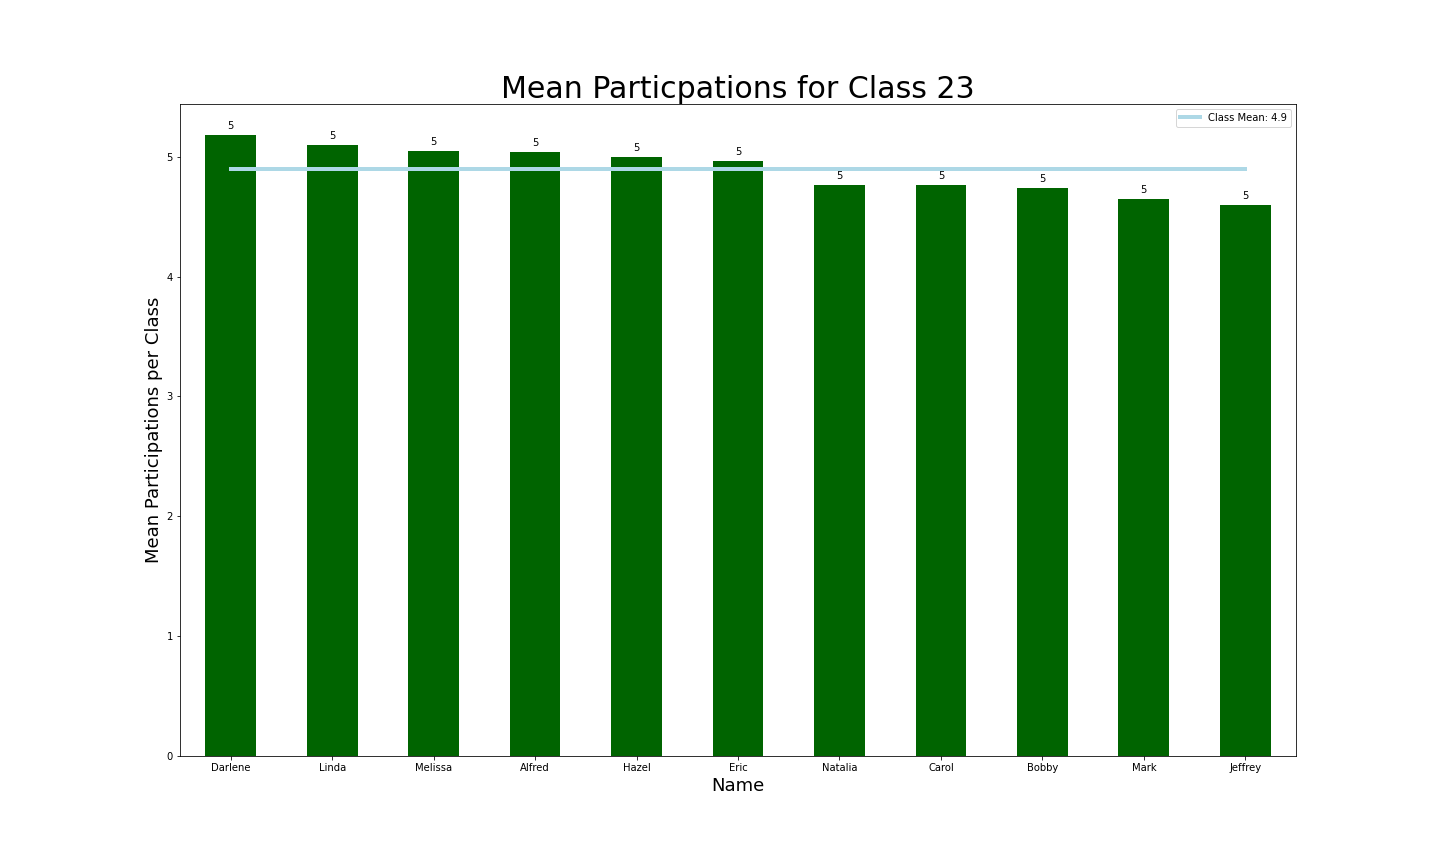 Mean Particpations for Class 23
Class Mean: 4.9
5 5 5 5 5 5 5 5 5 5 5
Mean Participations per Class
5
4
3
2
1
0
Darlene Linda Melissa Alfred Hazel Eric Natalia Carol Bobby Mark Jeffrey
Name